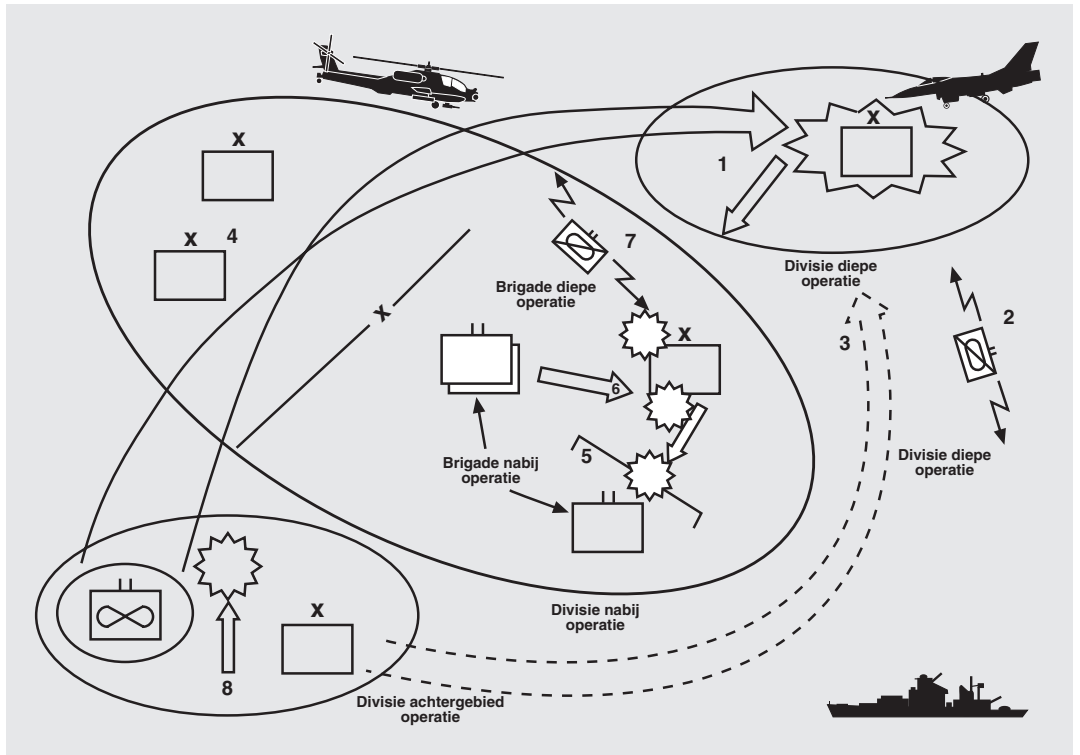 X
X
4
X
1
X
7
Brigade diepe
operatie
Divisie diepe
operatie
2
3
X
6
5
Brigade nabij
operatie
Divisie diepe
operatie
Divisie nabij
operatie
X
8
Divisie achtergebied
operatie